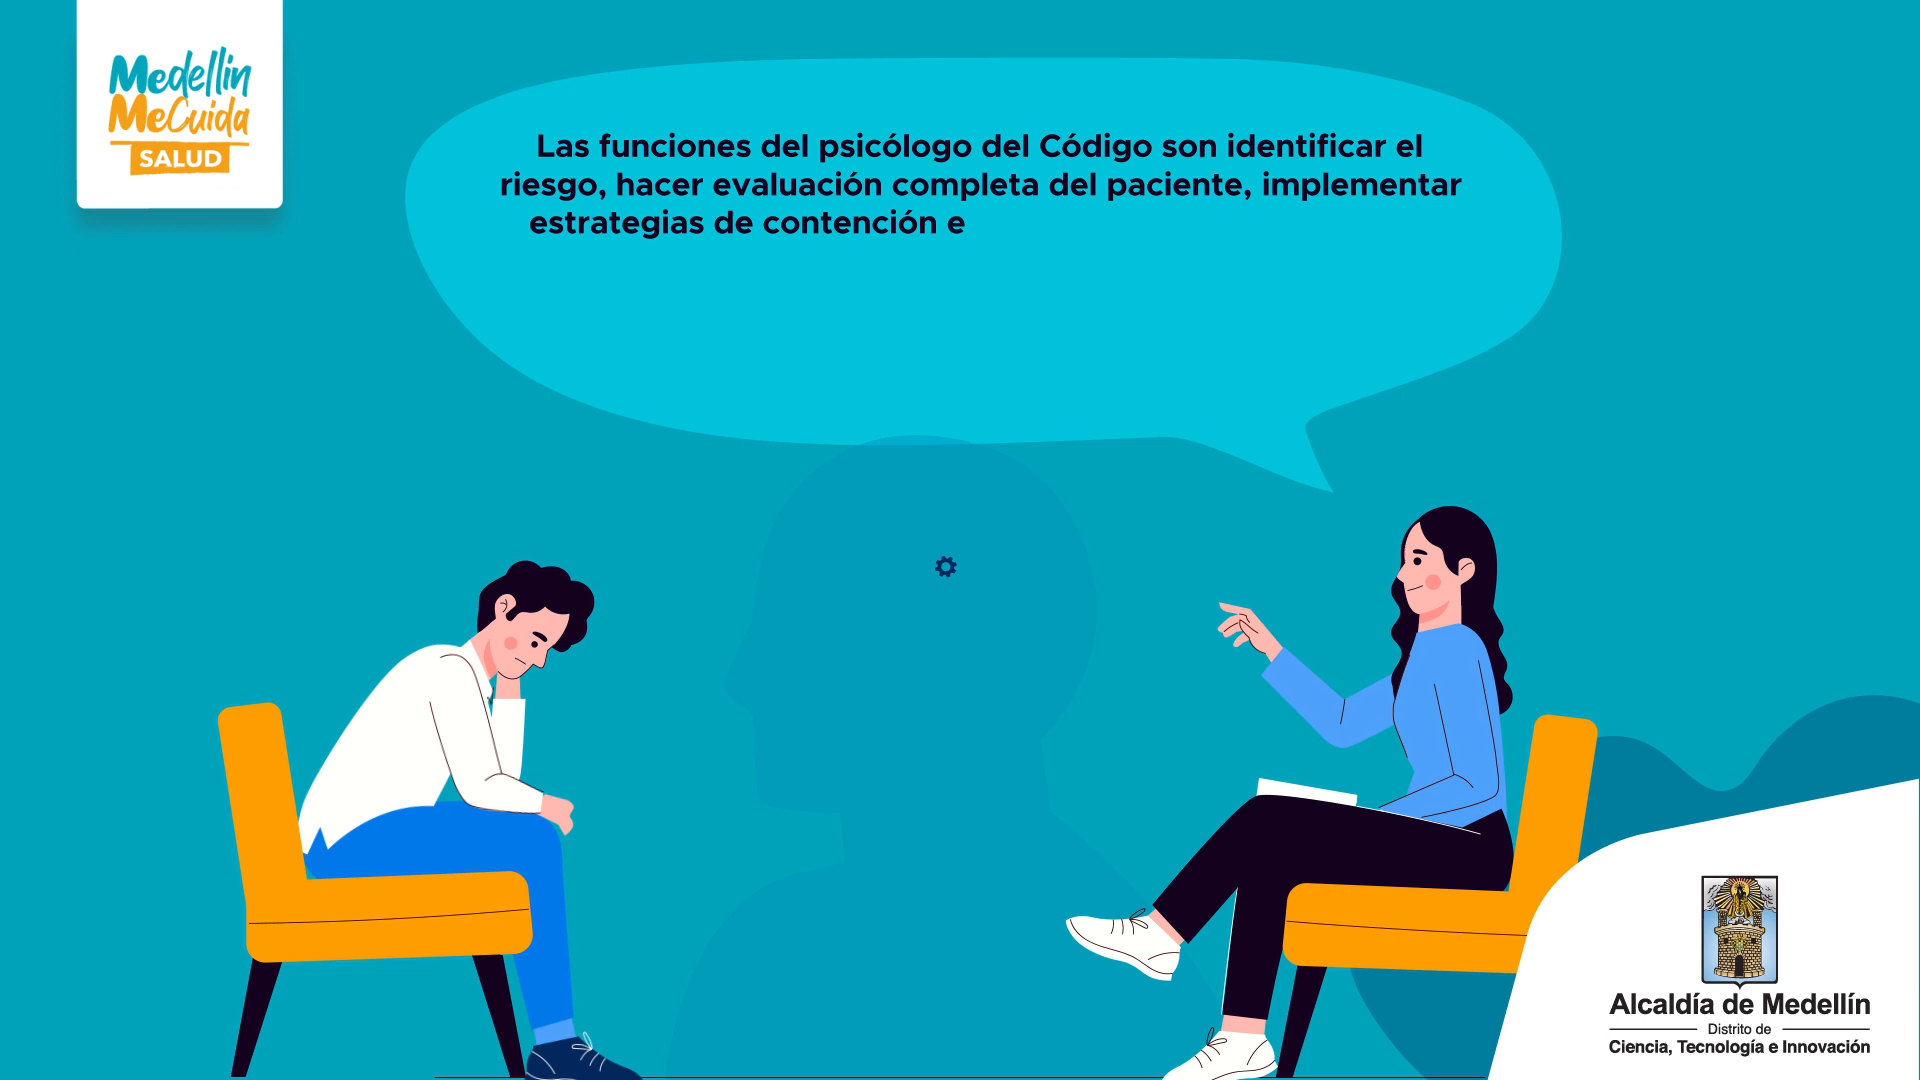 Medellín
MeCuida
SALUD
Las funciones del psicólogo del Código son identificar el
riesgo, hacer evaluación completa del paciente, implementar
estrategias de contención e
Alcaldía de Medellín
Distrito de
Ciencia, Tecnología e Innovación